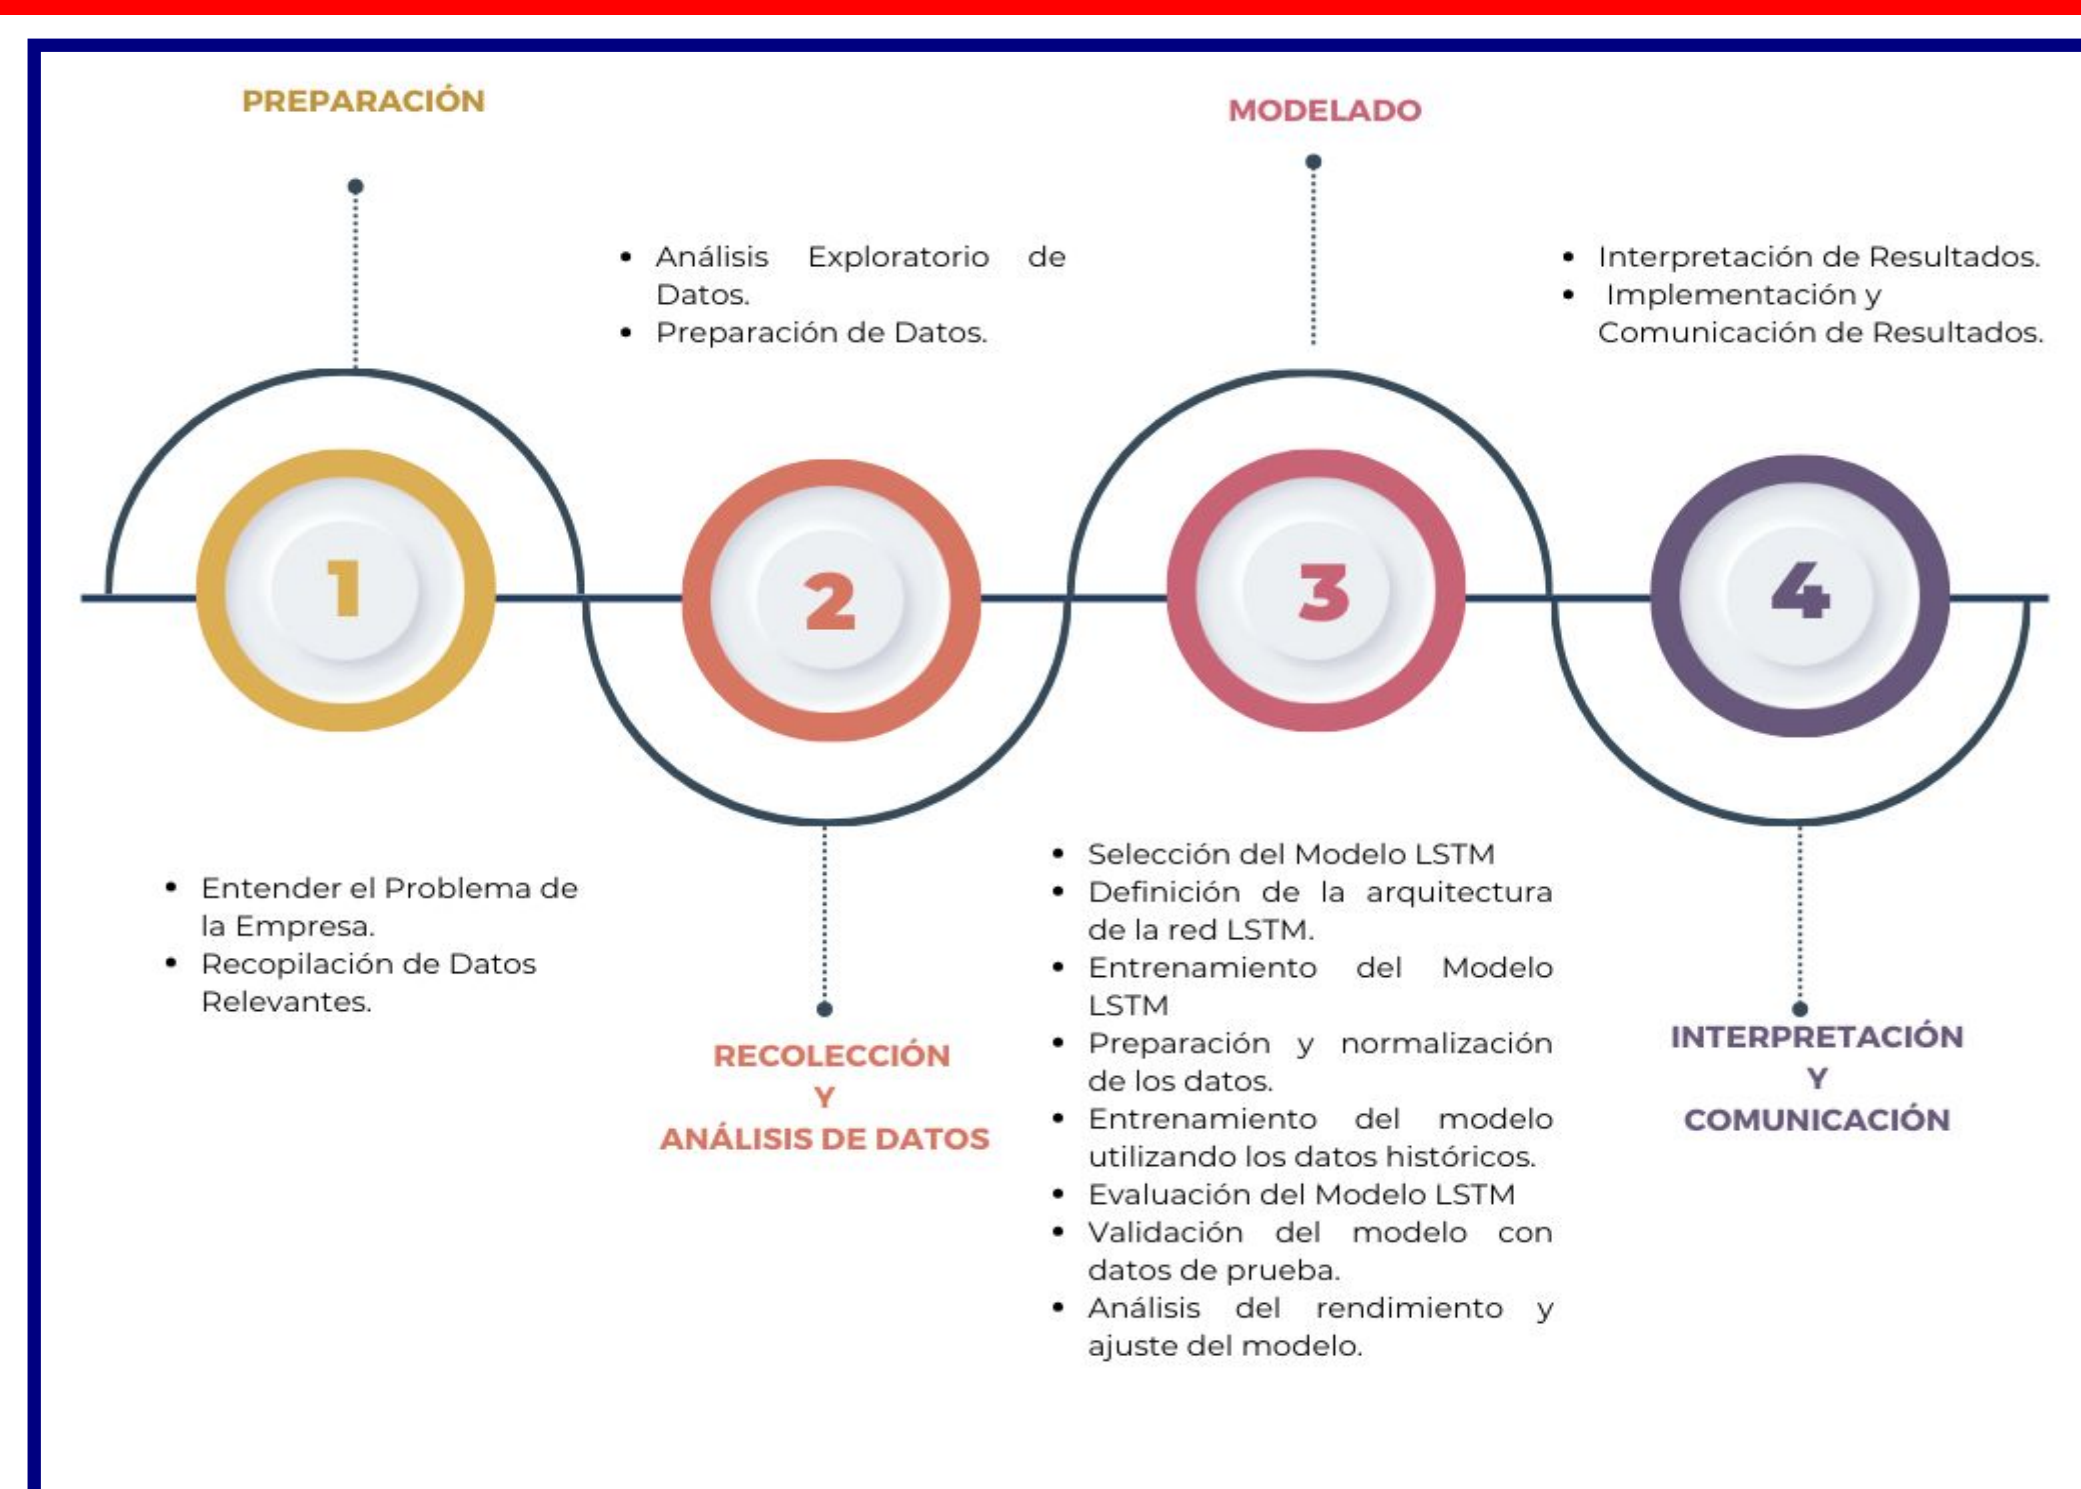 PREPARACIÓN
1
• Entender el Problema de
la Empresa.
• Recopilación de Datos
Relevantes.
• Análisis Exploratorio de
Datos.
• Preparación de Datos.
2
RECOLECCIÓN
Y
ANÁLISIS DE DATOS
MODELADO
3
• Selección del Modelo LSTM
• Definición de la arquitectura
de la red LSTM.
• Entrenamiento del Modelo
LSTM
• Preparación y normalización
de los datos.
• Entrenamiento del modelo
utilizando los datos históricos.
• Evaluación del Modelo LSTM
• Validación del modelo con
datos de prueba.
• Análisis del rendimiento y
ajuste del modelo.
• Interpretación de Resultados.
• Implementación y
Comunicación de Resultados.
4
INTERPRETACIÓN
Y
COMUNICACIÓN